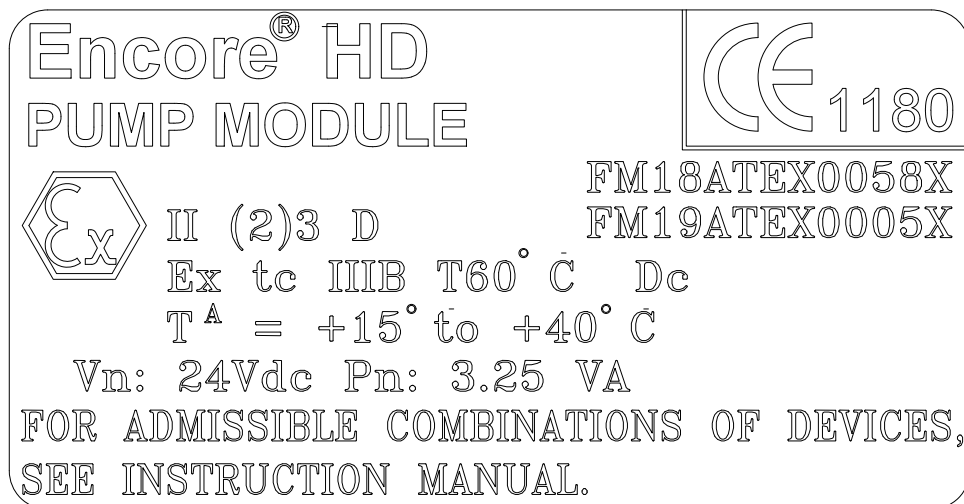 Encore® HD
PUMP MODULE
CE 1180
FM18ATEX0058X
FM19ATEX0005X
Ex II (2)3 D
Ex tc IIIB T60° C Dc
T A = +15° to +40° C
Vn: 24Vdc Pn: 3.25 VA
FOR ADMISSIBLE COMBINATIONS OF DEVICES,
SEE INSTRUCTION MANUAL.